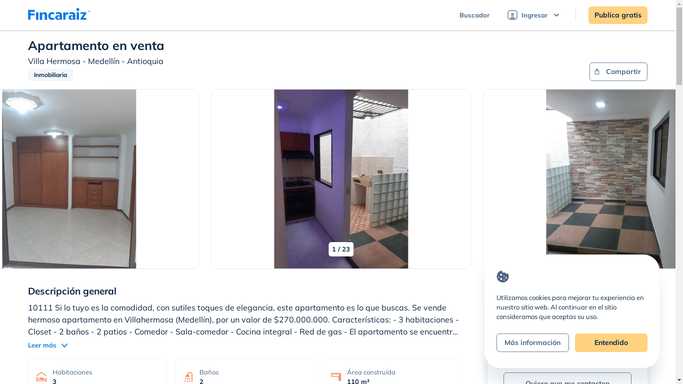 Fincaraiz
Buscador
Ingresar
Publica gratis
Apartamento en venta
Villa Hermosa - Medellín - Antioquia
Inmobiliaria
Compartir
1 / 23
Descripción general
10111 Si lo tuyo es la comodidad, con sutiles toques de elegancia, este apartamento es lo que buscas. Se vende
hermoso apartamento en Villahermosa (Medellín), por un valor de $270.000.000. Características: - 3 habitaciones -
Closet - 2 baños - 2 patios - Comedor - Sala-comedor - Cocina integral - Red de gas - El apartamento se encuentr...
Leer más
Habitaciones
3
Baños
2
Área construida
110 m²
Utilizamos cookies para mejorar tu experiencia en
nuestro sitio web. Al continuar en el sitio
consideramos que aceptas su uso.
Más información
Entendido
Quiero que me contacten